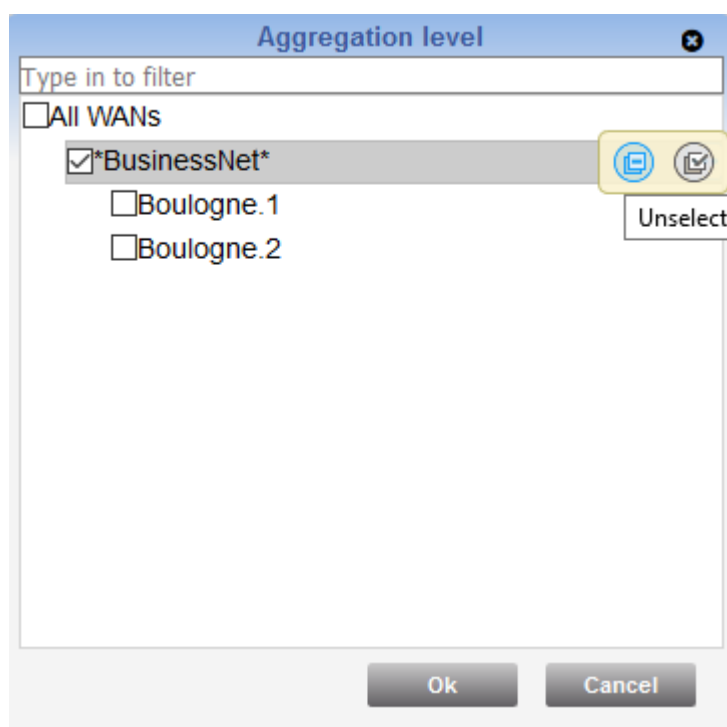 Aggregation level
Type in to filter
All WANs
*BusinessNet*
Unselect
Boulogne.1
Boulogne.2
Ok
Cancel